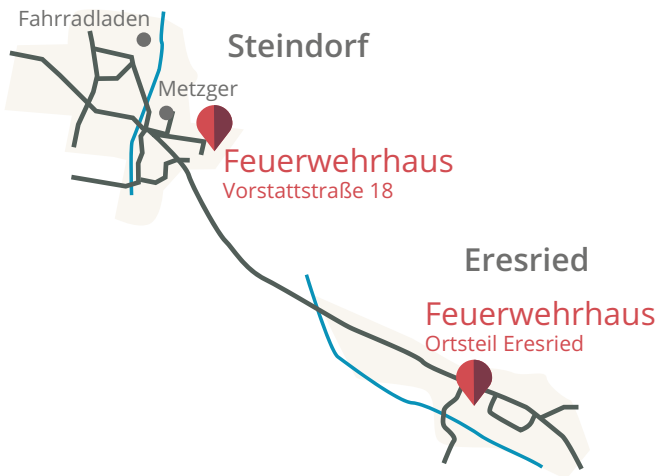 Fahrradladen
Steindorf
Metzger
Feuerwehrhaus
Vorstattstraße 18
Eresried
Feuerwehrhaus
Ortsteil Eresried